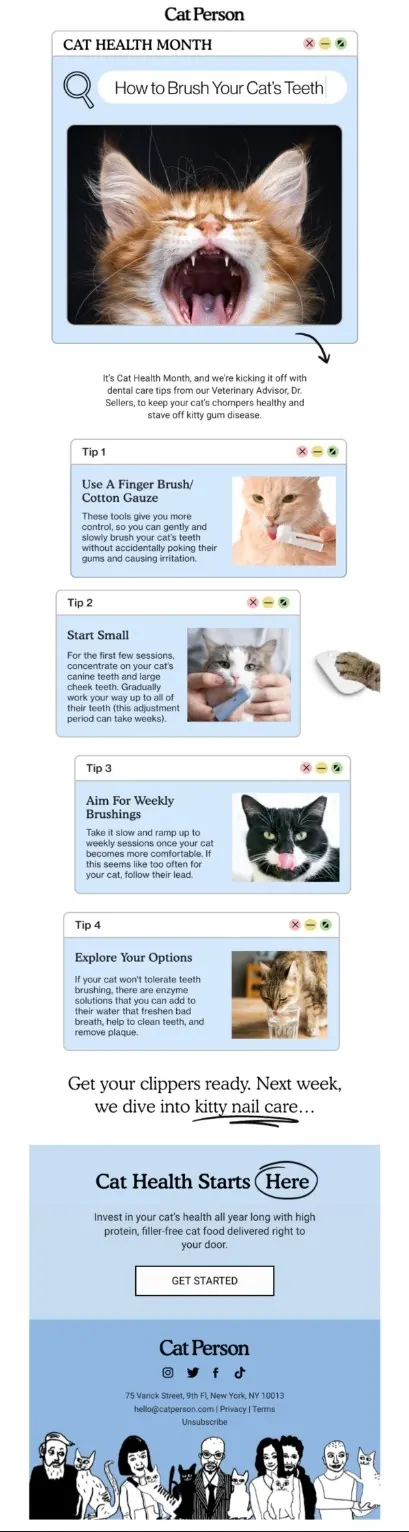 Cat Person
CAT HEALTH MONTH
How to Brush Your Cat's Teeth
It's Cat Health Month, and we're kicking it off with
dental care tips from our Veterinary Advisor, Dr.
Sellers, to keep your cat's chompers healthy and
stave off kitty gum disease.
Tip 1
Use A Finger Brush/
Cotton Gauze
These tools give you more
control, so you can gently and
slowly brush your cat's teeth
without accidentally poking their
gums and causing irritation.
Tip 2
Start Small
For the first few sessions,
concentrate on your cat's
canine teeth and large
cheek teeth. Gradually
work your way up to all of
their teeth (this adjustment
period can take weeks).
Tip 3
Aim For Weekly
Brushings
Take it slow and ramp up to
weekly sessions once your cat
becomes more comfortable. If
this seems like too often for
your cat, follow their lead.
Tip 4
Explore Your Options
If your cat won't tolerate teeth
brushing, there are enzyme
solutions that you can add to
their water that freshen bad
breath, help to clean teeth, and
remove plaque.
Get your clippers ready. Next week,
we dive into kitty nail care...
Cat Health Starts Here
Invest in your cat's health all year long with high
protein, filler-free cat food delivered right to
your door.
GET STARTED
Cat Person
75 Varick Street, 9th Fl, New York, NY 10013
hello@catperson.com | Privacy | Terms
Unsubscribe